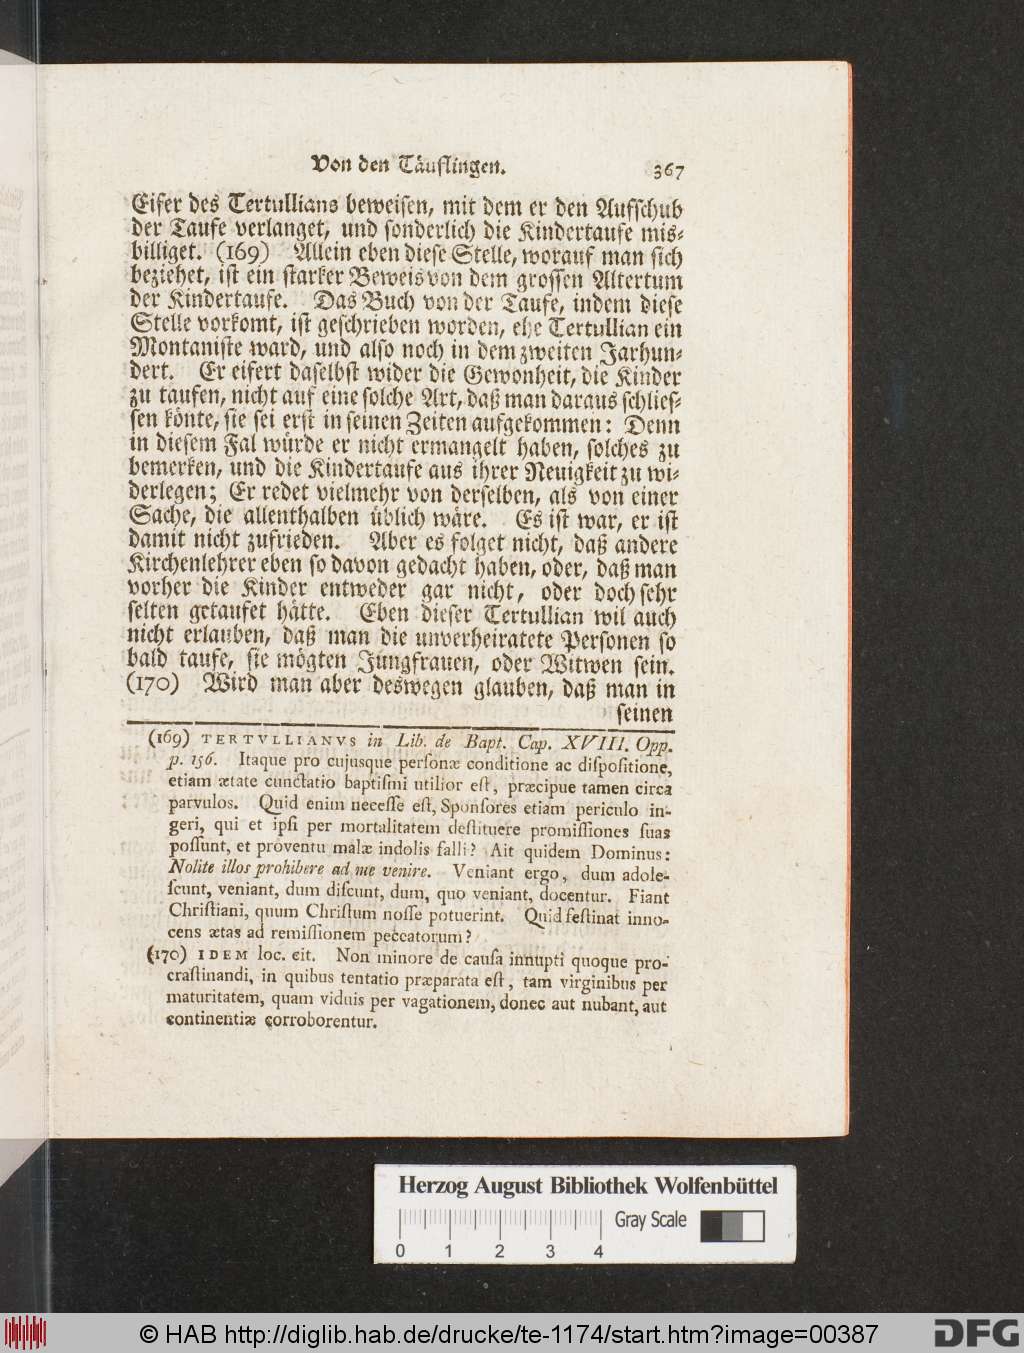 Von den Täuflingen. 367
Eifer des Tertullians beweisen, mit dem er den Aufschub
der Taufe verlanget, und sonderlich die Kindertaufe mis⸗
billiget. (169) Allein eben diese Stelle, worauf man sich
beziehet, ist ein starker Beweis von dem grossen Altertum
der Kindertaufe. Das Buch von der Taufe, indem diese
Stelle vorkomt, ist geschrieben worden, ehe Tertullian ein
Montaniste ward, und also noch in dem zweiten Jarhun⸗
dert. Er eifert daselbst wider die Gewonheit, die Kinder
zu taufen, nicht auf eine solche Art, daß man daraus schlies⸗
sen könte, sie sei erst in seinen Zeiten aufgekommen: Denn
in diesem Fal würde er nicht ermangelt haben, solches zu
bemerken, und die Kindertaufe aus ihrer Neuigkeit zu wi⸗
derlegen; Er redet vielmehr von derselben, als von einer
Sache, die allenthalben üblich wäre. Es ist war, er ist
damit nicht zufrieden. Aber es folget nicht, daß andere
Kirchenlehrer eben so davon gedacht haben, oder, daß man
vorher die Kinder entweder gar nicht, oder doch sehr
selten getaufet hätte. Eben dieser Tertullian wil auch
nicht erlauben, daß man die unverheiratete Personen so
bald taufe, sie mögten Jungfrauen, oder Witwen sein.
(170) Wird man aber deswegen glauben, daß man in
seinen
(169) TERTVLLIANVS in Lib. de Bapt. Cap. XVIII. Opp.
p. 156. Itaque pro cujusque personæ conditione ac dispositione,
etiam ætate cunctatio baptismi utilior est, præcipue tamen circa
parvulos. Quid enim necesse est, Sponsores etiam periculo in-
geri, qui et ipsi per mortalitatem destituere promissiones suas
possunt, et proventu malæ indolis falli? Ait quidem Dominus:
Nolite illos prohibere ad me venire. Veniant ergo, dum adole-
scunt, veniant, dum discunt, dum, quo veniant, docentur. Fiant
Christiani, quum Christum nosse potuerint. Quid festinat inno-
cens ætas ad remissionem peccatorum?
(170) IDEM loc. cit. Non minore de causa innupti quoque pro-
crastinandi, in quibus tentatio præparata est, tam virginibus per
maturitatem, quam viduis per vagationem, donec aut nubant, aut
continentiæ corroborentur.
Herzog August Bibliothek Wolfenbüttel
Gray Scale
0 1 2 3 4
© HAB http://diglib.hab.de/drucke/te-1174/start.htm?image=00387
DFG